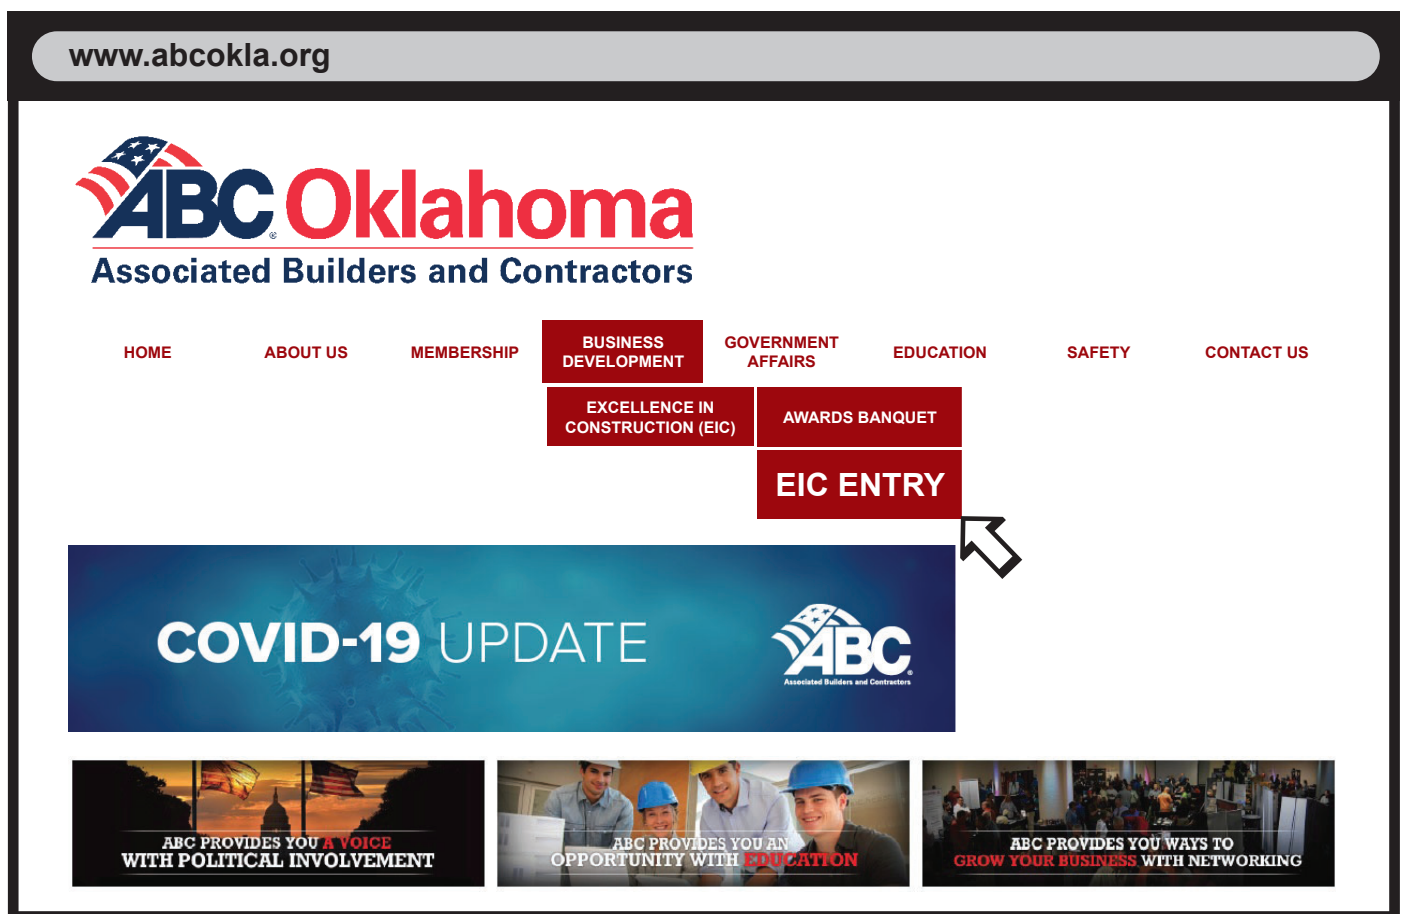 www.abcokla.org
ABC Oklahoma
®
Associated Builders and Contractors
HOME
ABOUT US
MEMBERSHIP
BUSINESS
DEVELOPMENT
GOVERNMENT
AFFAIRS
EDUCATION
SAFETY
CONTACT US
EXCELLENCE IN
CONSTRUCTION (EIC)
AWARDS BANQUET
EIC ENTRY
COVID-19 UPDATE
ABC
Associated Builders and Contractors
ABC PROVIDES YOU A VOICE
WITH POLITICAL INVOLVEMENT
ABC PROVIDES YOU AN
OPPORTUNITY WITH EDUCATION
ABC PROVIDES YOU WAYS TO
GROW YOUR BUSINESS WITH NETWORKING